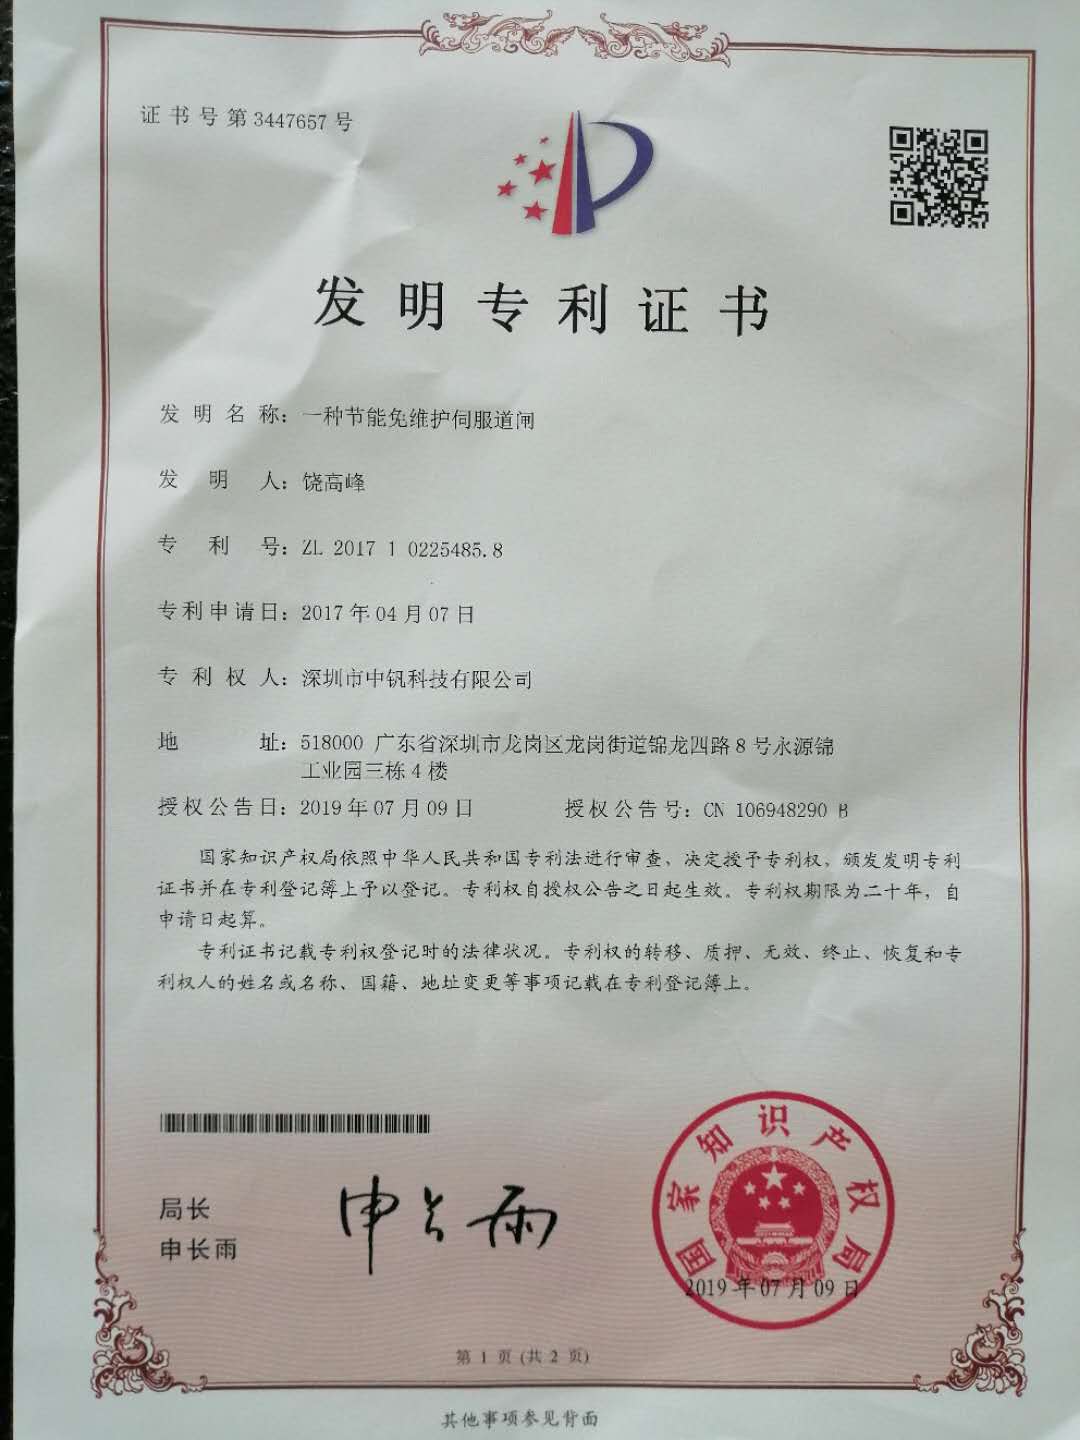 证书号第3447657号
发明专利证书
发明名称：一种节能免维护伺服道闸
发明人：饶高峰
专利号：ZL 2017 1 0225485.8
专利申请日：2017年04月07日
专利权人：深圳市中钒科技有限公司
地址：518000 广东省深圳市龙岗区龙岗街道锦龙四路8号永源锦
工业园三栋4楼
授权公告日：2019年07月09日 授权公告号：CN 106948290 B
国家知识产权局依照中华人民共和国专利法进行审查，决定授予专利权，颁发发明专利
证书并在专利登记簿上予以登记。专利权自授权公告之日起生效。专利权期限为二十年，自
申请日起算。
专利证书记载专利权登记时的法律状况。专利权的转移、质押、无效、终止、恢复和专
利权人的姓名或名称、国籍、地址变更等事项记载在专利登记簿上。
局长
申长雨
申长雨
国家知识产权局
2019年07月09日
第1页(共2页)
其他事项参见背面